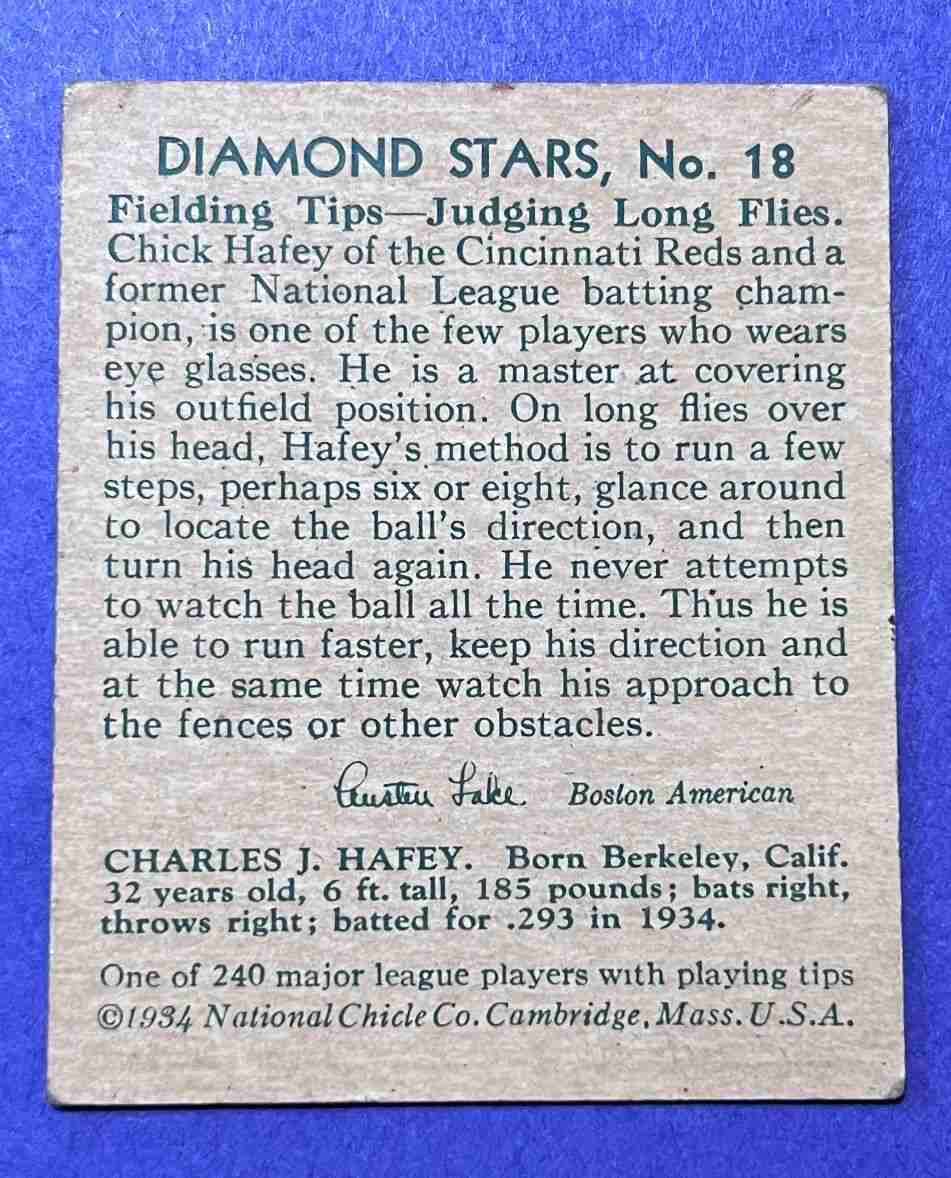 DIAMOND STARS, No. 18
Fielding Tips—Judging Long Flies.
Chick Hafey of the Cincinnati Reds and a
former National League batting cham-
pion, is one of the few players who wears
eye glasses. He is a master at covering
his outfield position. On long flies over
his head, Hafey's method is to run a few
steps, perhaps six or eight, glance around
to locate the ball's direction, and then
turn his head again. He never attempts
to watch the ball all the time. Thus he is
able to run faster, keep his direction and
at the same time watch his approach to
the fences or other obstacles.
Austen Lake Boston American
CHARLES J. HAFEY. Born Berkeley, Calif.
32 years old, 6 ft. tall, 185 pounds; bats right,
throws right; batted for .293 in 1934.
One of 240 major league players with playing tips
©1934 National Chicle Co. Cambridge, Mass. U.S.A.